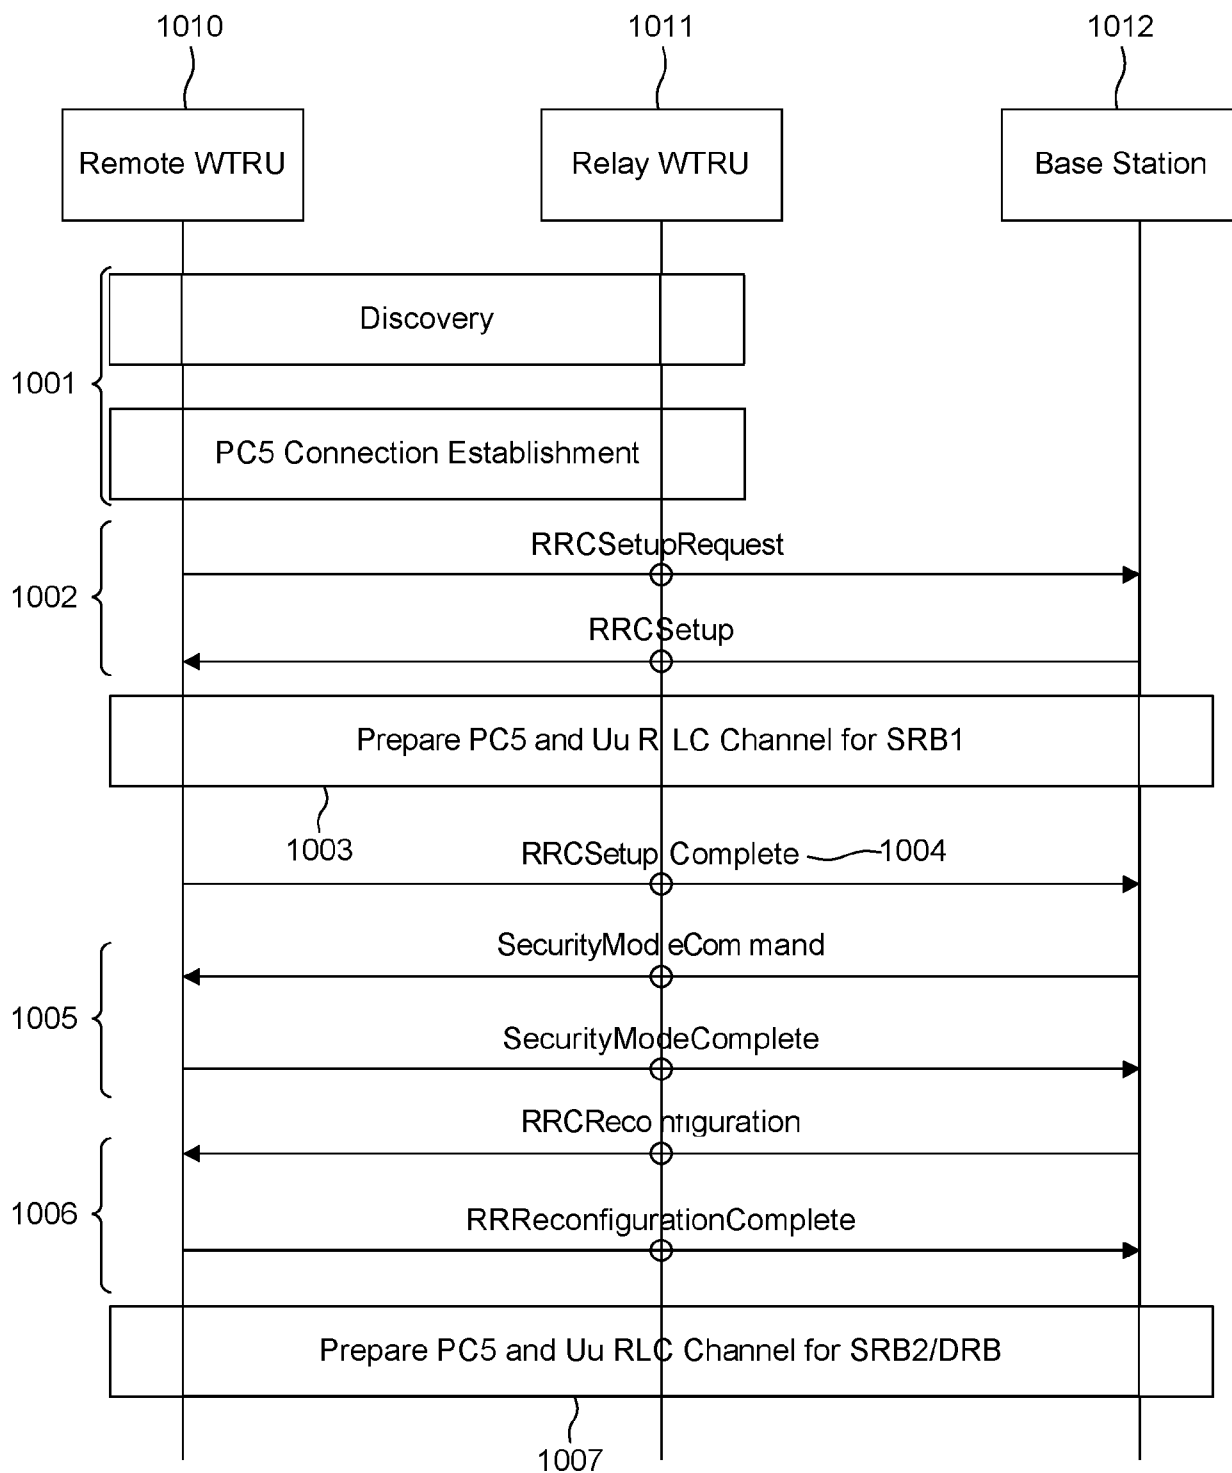 1010
1011
1012
Remote WTRU
Relay WTRU
Base Station
Discovery
1001
PC5 Connection Establishment
RRCSetupRequest
1002
RRCSetup
Prepare PC5 and Uu RLC Channel for SRB1
1003
RRCSetup Complete
1004
SecurityModeCommand
1005
SecurityModeComplete
RRCReconfiguration
1006
RRReconfigurationComplete
Prepare PC5 and Uu RLC Channel for SRB2/DRB
1007